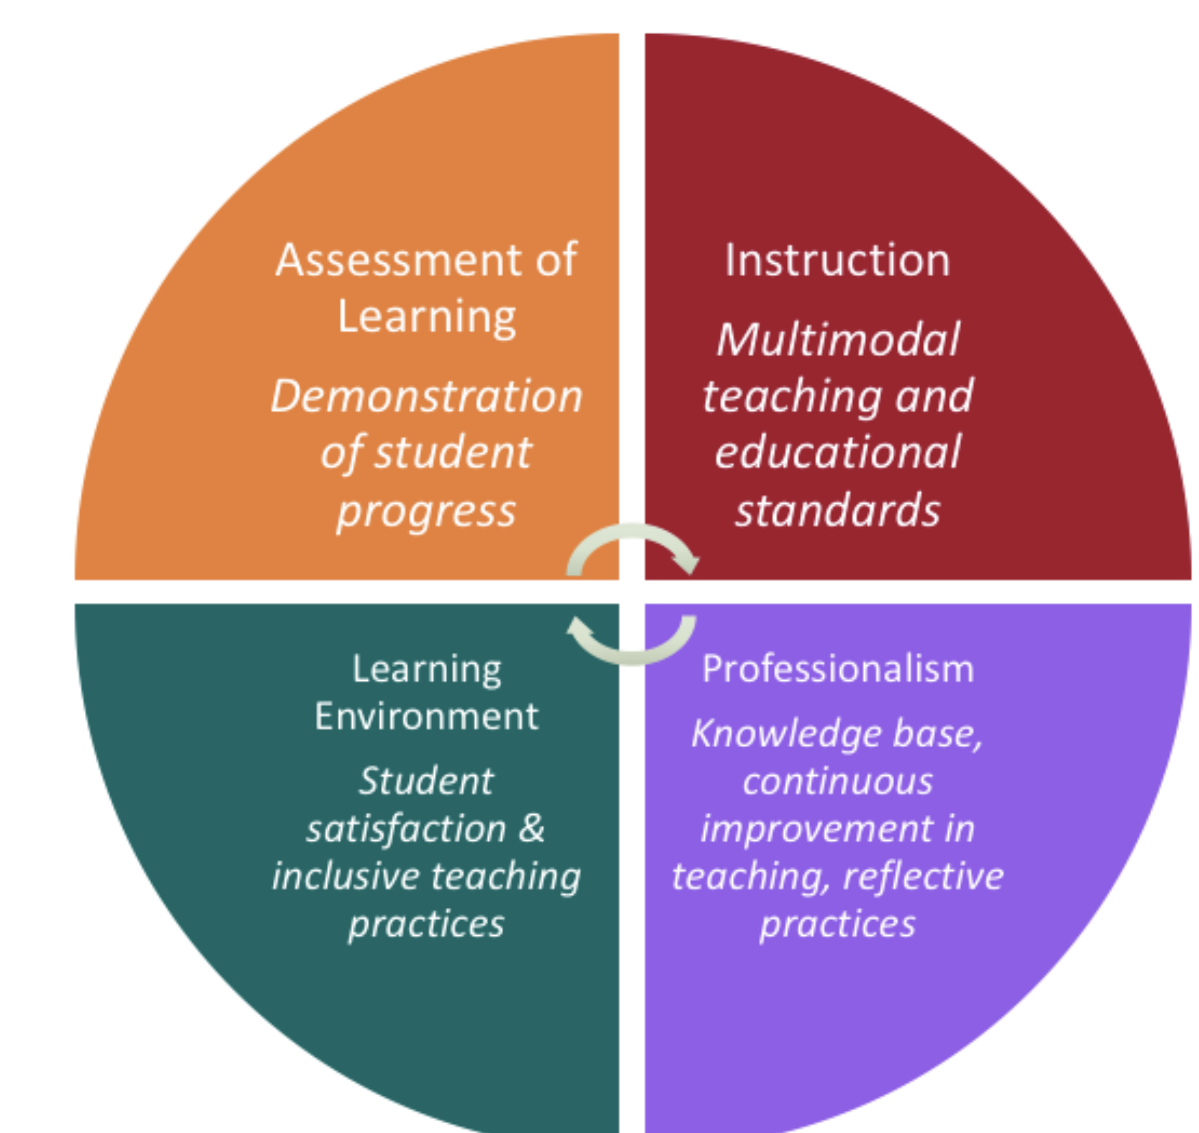 Assessment of
Learning
Demonstration
of student
progress
Instruction
Multimodal
teaching and
educational
standards
Learning
Environment
Student
satisfaction &
inclusive teaching
practices
Professionalism
Knowledge base,
continuous
improvement in
teaching, reflective
practices